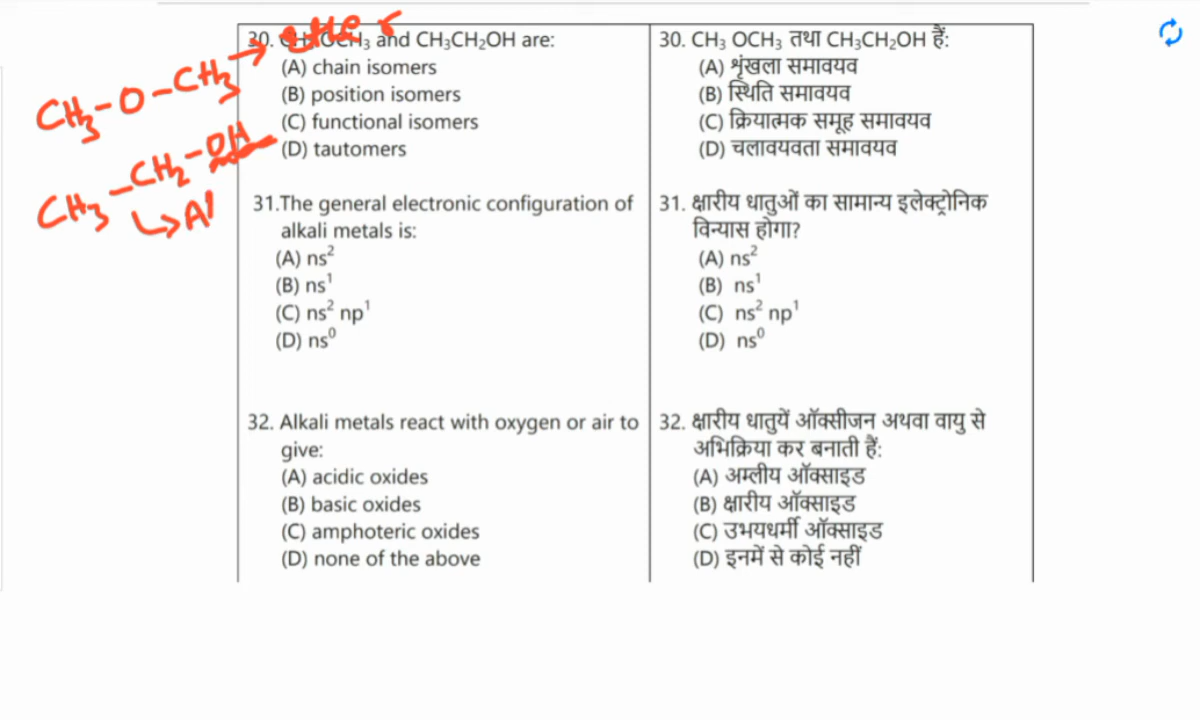 CH₃-O-CH₃ → ether
CH₃-CH₂-OH
↳ Al
30. CH₃OCH₃ and CH₃CH₂OH are:
(A) chain isomers
(B) position isomers
(C) functional isomers
(D) tautomers
31.The general electronic configuration of
alkali metals is:
(A) ns²
(B) ns¹
(C) ns² np¹
(D) ns⁰
32. Alkali metals react with oxygen or air to
give:
(A) acidic oxides
(B) basic oxides
(C) amphoteric oxides
(D) none of the above
30. CH₃ OCH₃ तथा CH₃CH₂OH हैं:
(A) शृंखला समावयव
(B) स्थिति समावयव
(C) क्रियात्मक समूह समावयव
(D) चलावयवता समावयव
31. क्षारीय धातुओं का सामान्य इलेक्ट्रोनिक
विन्यास होगा?
(A) ns²
(B) ns¹
(C) ns² np¹
(D) ns⁰
32. क्षारीय धातुयें ऑक्सीजन अथवा वायु से
अभिक्रिया कर बनाती हैं:
(A) अम्लीय ऑक्साइड
(B) क्षारीय ऑक्साइड
(C) उभयधर्मी ऑक्साइड
(D) इनमें से कोई नहीं